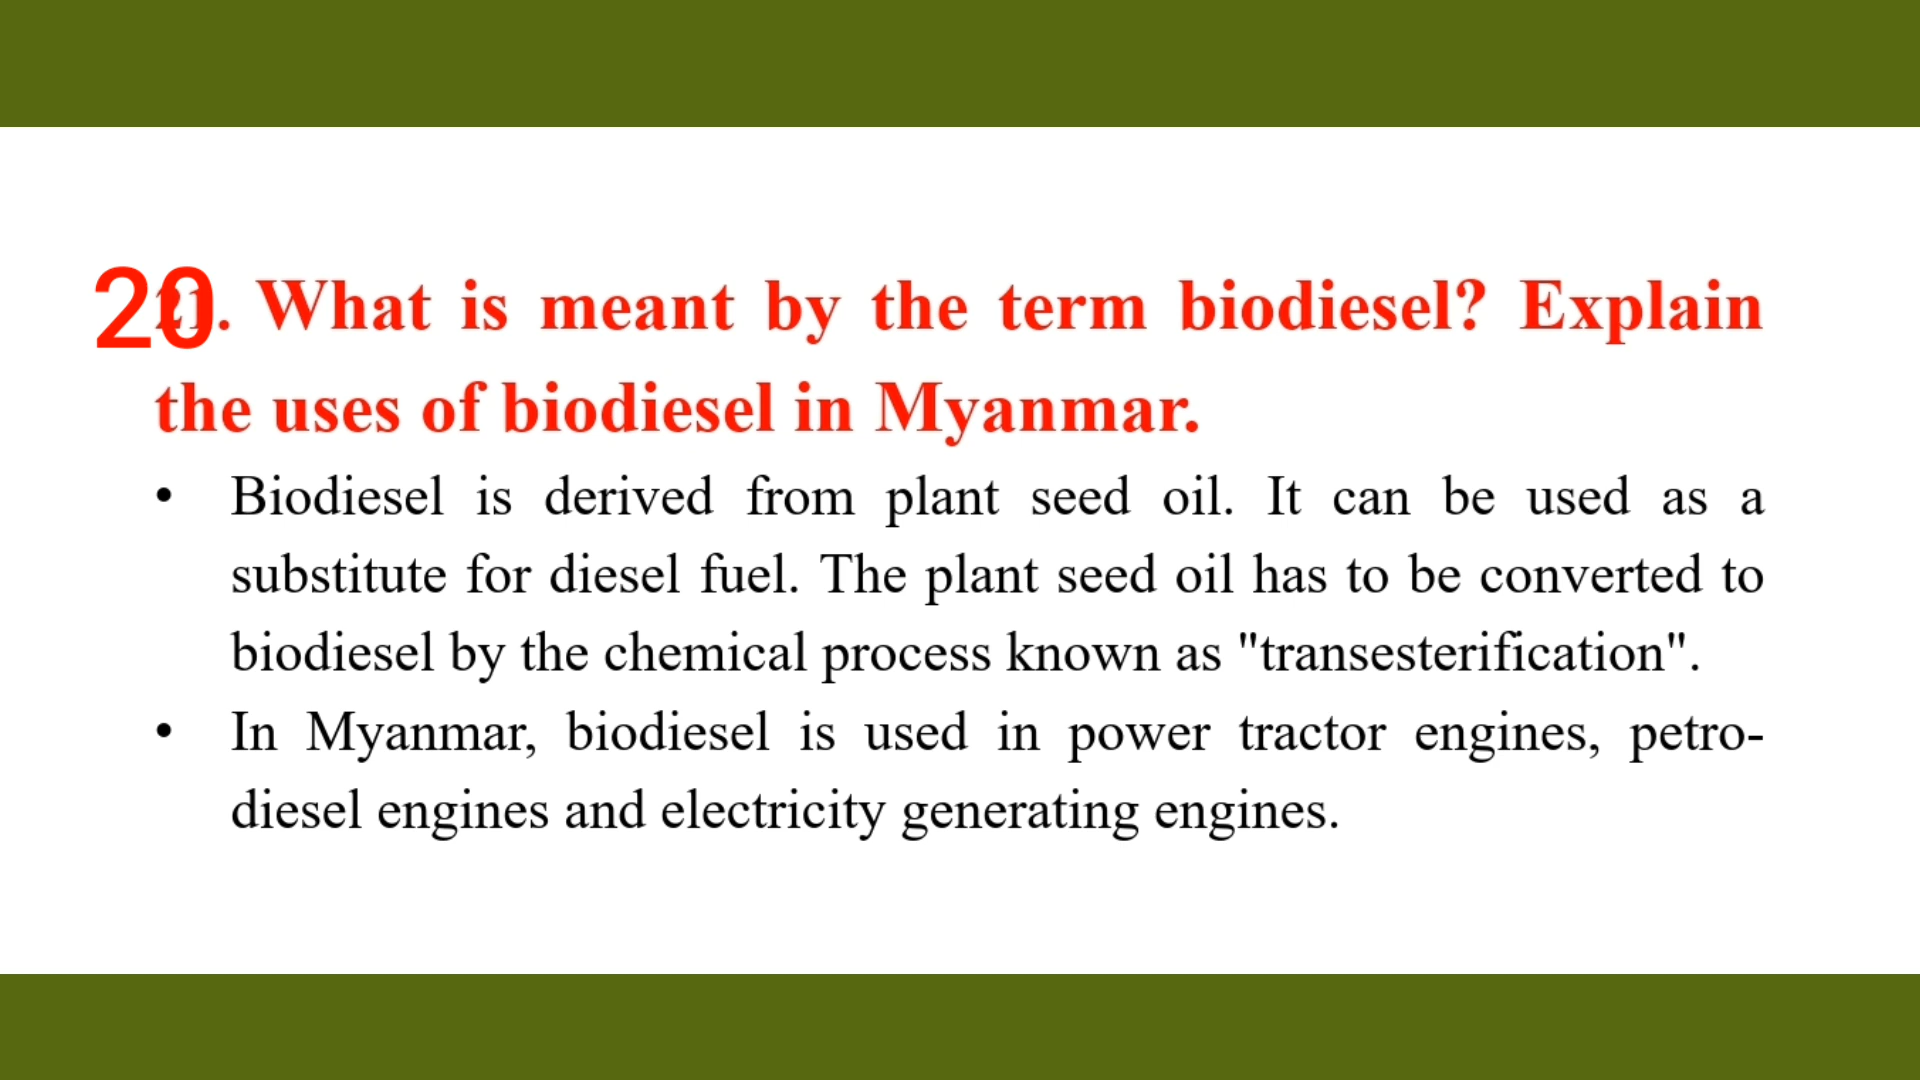 20
21. What is meant by the term biodiesel? Explain
the uses of biodiesel in Myanmar.
• Biodiesel is derived from plant seed oil. It can be used as a
substitute for diesel fuel. The plant seed oil has to be converted to
biodiesel by the chemical process known as "transesterification".
• In Myanmar, biodiesel is used in power tractor engines, petro-
diesel engines and electricity generating engines.